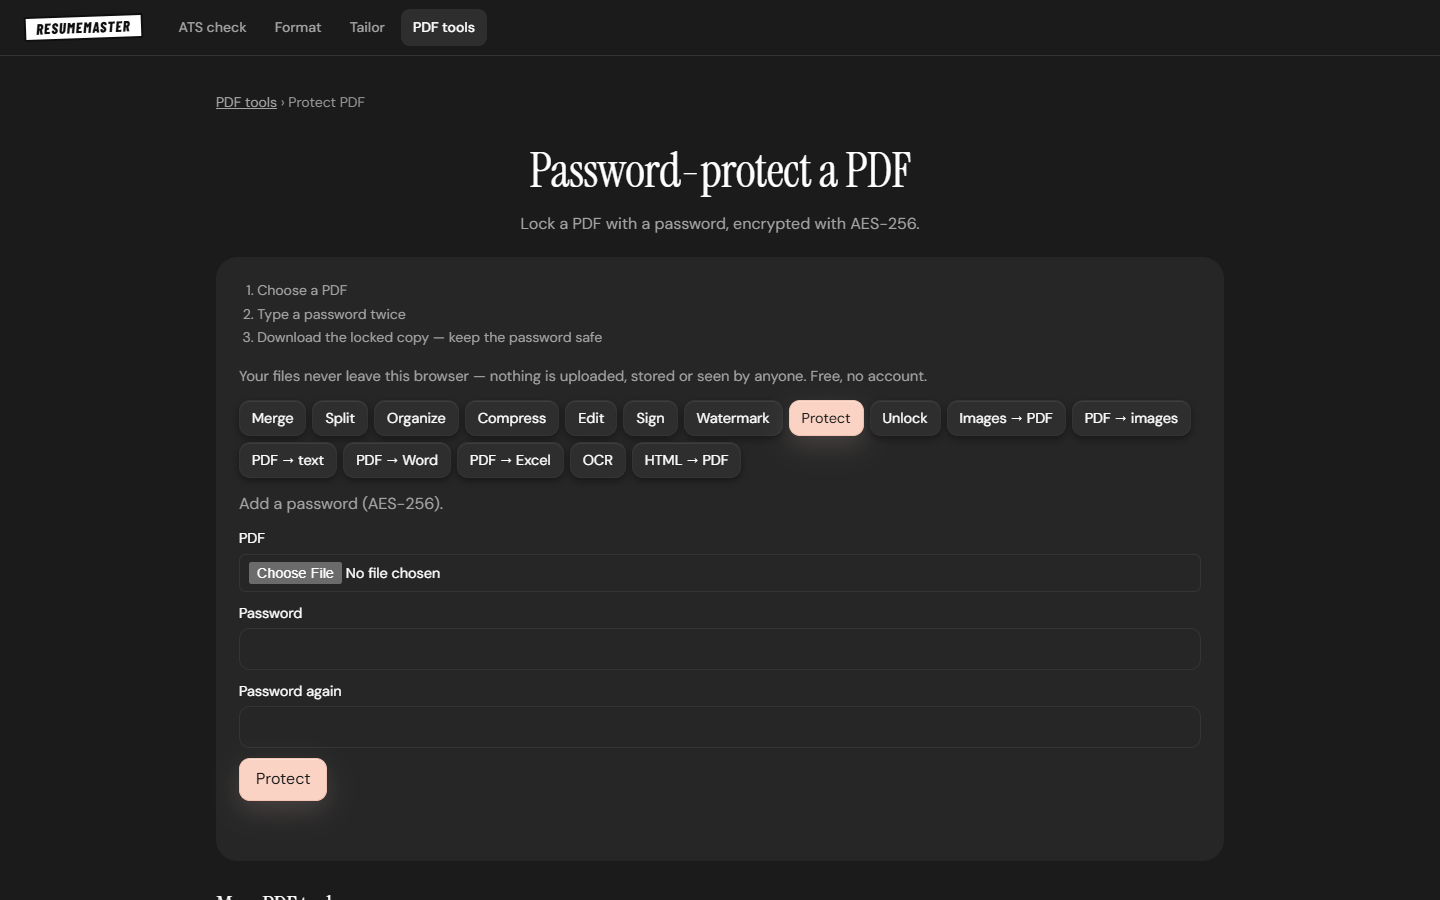 RESUMEMASTER ATS check Format Tailor PDF tools
PDF tools › Protect PDF
Password-protect a PDF
Lock a PDF with a password, encrypted with AES-256.
1. Choose a PDF
2. Type a password twice
3. Download the locked copy — keep the password safe
Your files never leave this browser — nothing is uploaded, stored or seen by anyone. Free, no account.
Merge Split Organize Compress Edit Sign Watermark Protect Unlock Images → PDF PDF → images
PDF → text PDF → Word PDF → Excel OCR HTML → PDF
Add a password (AES-256).
PDF
Choose File No file chosen
Password
Password again
Protect